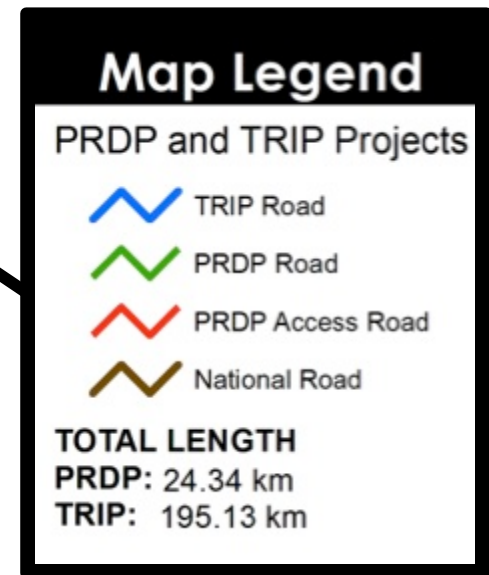 Map Legend
PRDP and TRIP Projects
TRIP Road
PRDP Road
PRDP Access Road
National Road
TOTAL LENGTH
PRDP: 24.34 km
TRIP: 195.13 km